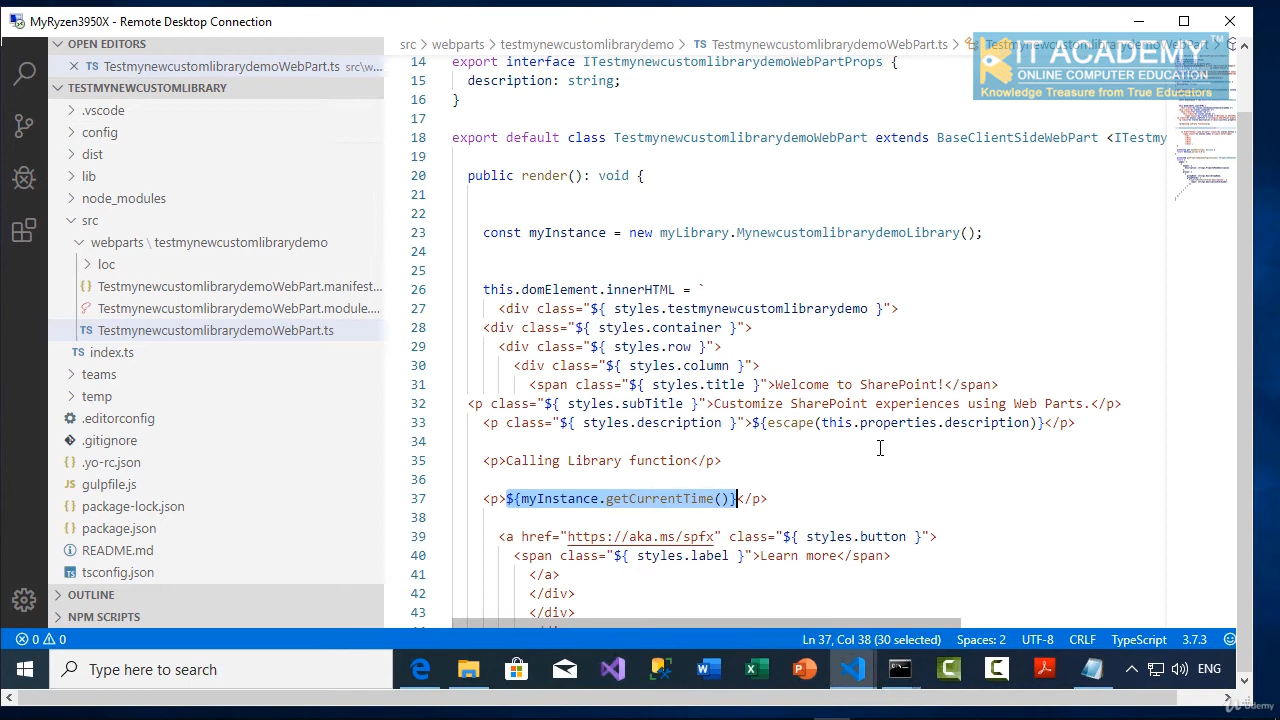 MyRyzen3950X - Remote Desktop Connection
OPEN EDITORS
TestmynewcustomlibrarydemoWebPart.ts src\w...
TESTMYNEWCUSTOMLIBRARY
.vscode
config
dist
lib
node_modules
src
webparts \ testmynewcustomlibrarydemo
loc
{} TestmynewcustomlibrarydemoWebPart.manifest...
TestmynewcustomlibrarydemoWebPart.module....
TS TestmynewcustomlibrarydemoWebPart.ts
TS index.ts
teams
temp
.editorconfig
.gitignore
{} .yo-rc.json
gulpfile.js
{} package-lock.json
{} package.json
README.md
tsconfig.json
OUTLINE
NPM SCRIPTS
src > webparts > testmynewcustomlibrarydemo > TS TestmynewcustomlibrarydemoWebPart.ts > TestmynewcustomlibrarydemoWebPart
IT ACADEMY™
ONLINE COMPUTER EDUCATION
Knowledge Treasure from True Educators
14 interface ITestmynewcustomlibrarydemoWebPartProps {
15 description: string;
16 }
17
18 export default class TestmynewcustomlibrarydemoWebPart extends BaseClientSideWebPart <ITestmy
19
20 public render(): void {
21
22
23 const myInstance = new myLibrary.MynewcustomlibrarydemoLibrary();
24
25
26 this.domElement.innerHTML = `
27 <div class="${ styles.testmynewcustomlibrarydemo }">
28 <div class="${ styles.container }">
29 <div class="${ styles.row }">
30 <div class="${ styles.column }">
31 <span class="${ styles.title }">Welcome to SharePoint!</span>
32 <p class="${ styles.subTitle }">Customize SharePoint experiences using Web Parts.</p>
33 <p class="${ styles.description }">${escape(this.properties.description)}</p>
34
35 <p>Calling Library function</p>
36
37 <p>${myInstance.getCurrentTime()}</p>
38
39 <a href="https://aka.ms/spfx" class="${ styles.button }">
40 <span class="${ styles.label }">Learn more</span>
41 </a>
42 </div>
43 </div>
0 0 Ln 37, Col 38 (30 selected) Spaces: 2 UTF-8 CRLF TypeScript 3.7.3
Type here to search
ENG
Udemy